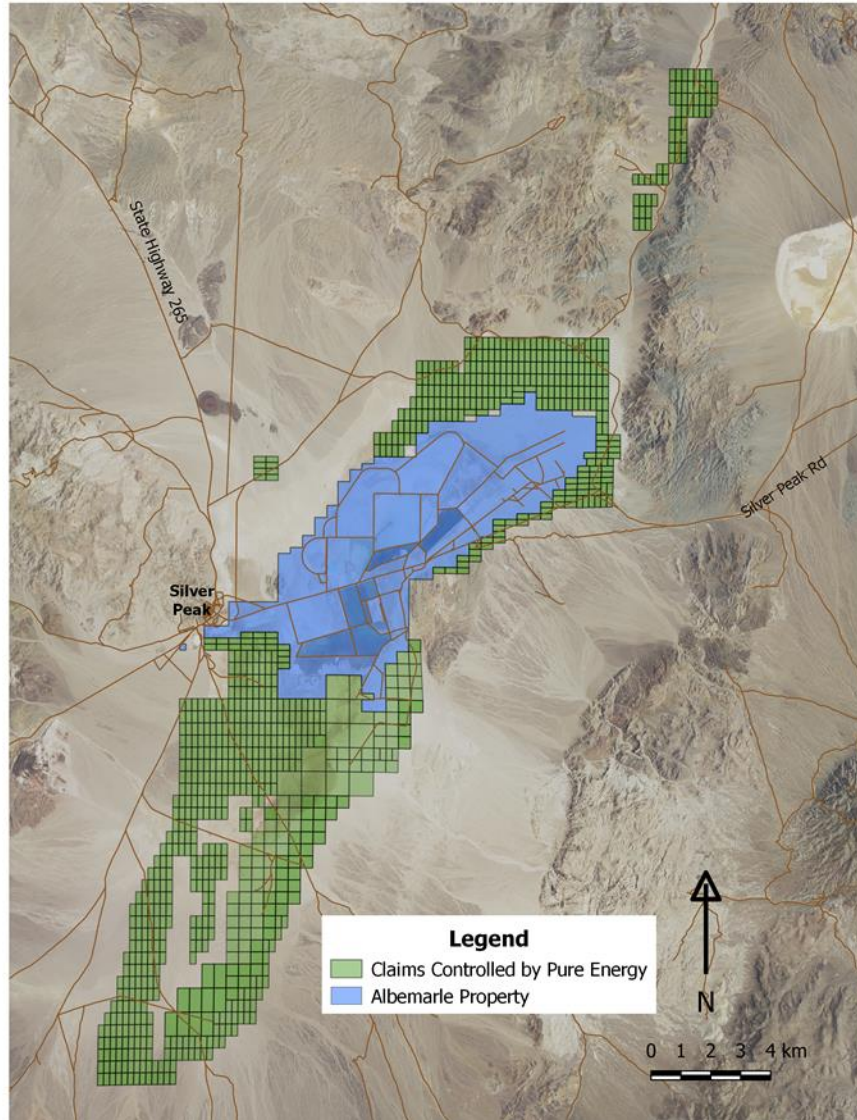 State Highway 265
Silver Peak Rd
Silver
Peak
Legend
Claims Controlled by Pure Energy
Albemarle Property
N
0 1 2 3 4 km